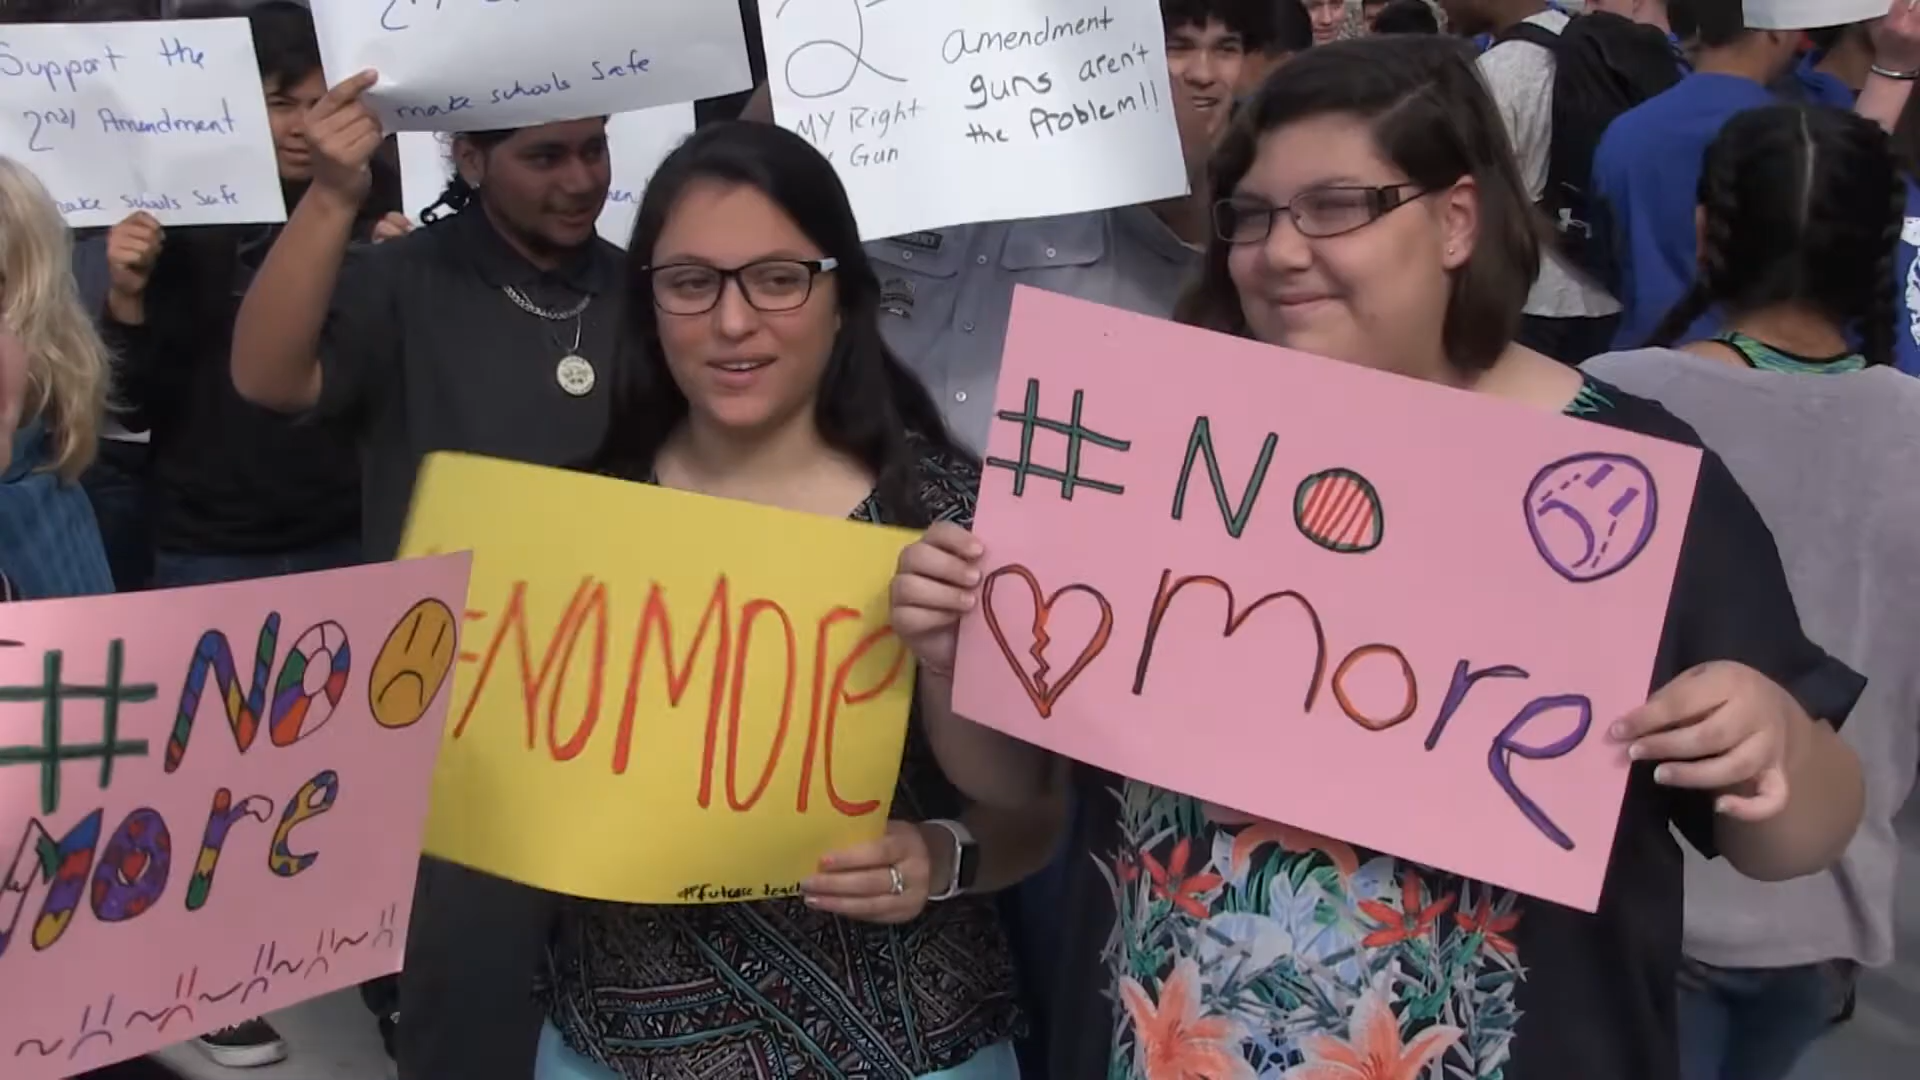 Support the
2nd Amendment
make schools safe
make schools safe
2nd
amendment
guns aren't
the Problem!!
MY Right
Gun
#NO
more
#NOMOre
#NO
more